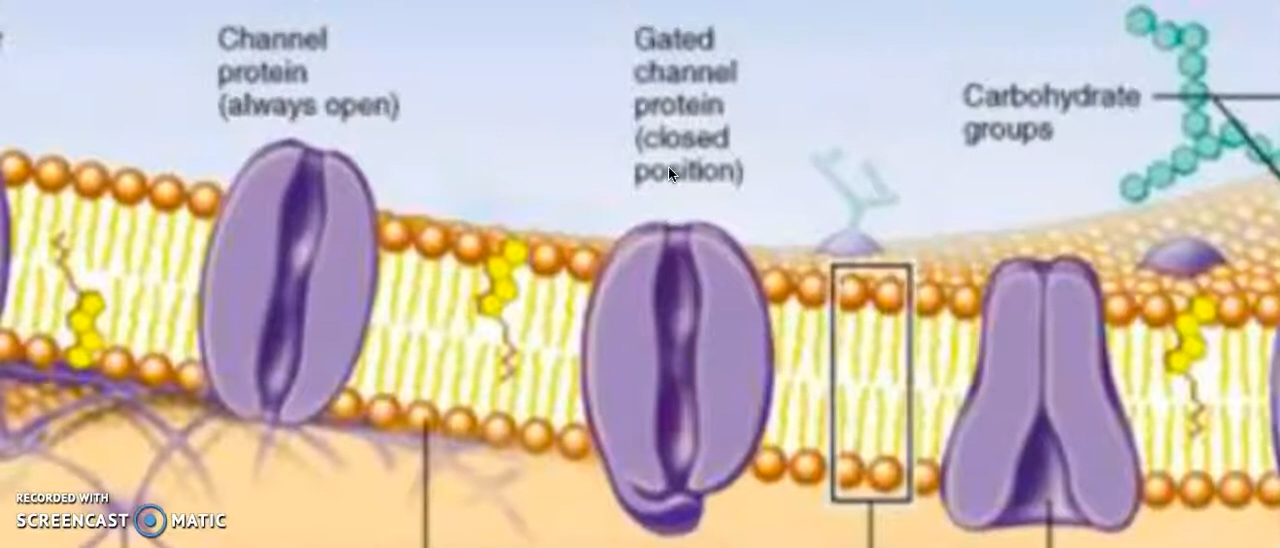 Channel
protein
(always open)
Gated
channel
protein
(closed
position)
Carbohydrate
groups
RECORDED WITH
SCREENCAST MATIC